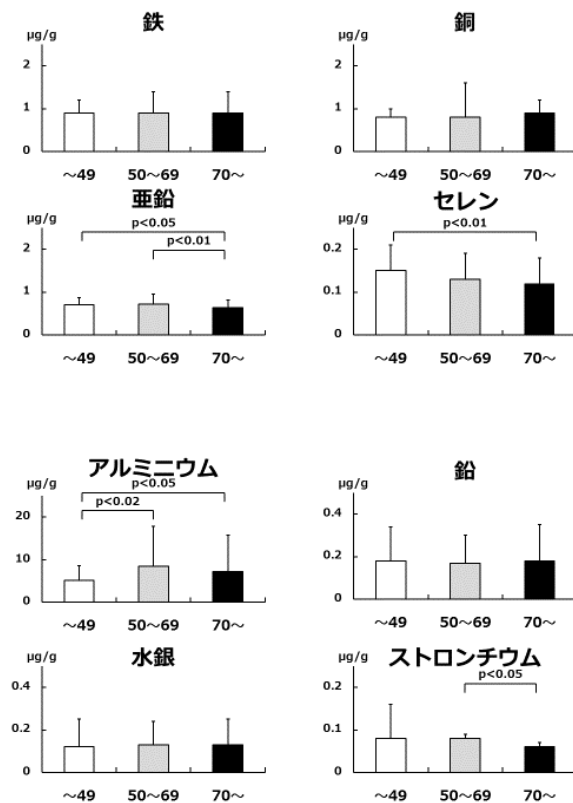 鉄
μg/g
2
1
0
～49 50～69 70～
銅
μg/g
2
1
0
～49 50～69 70～
亜鉛
μg/g
p<0.05
p<0.01
2
1
0
～49 50～69 70～
セレン
μg/g
p<0.01
0.2
0.1
0
～49 50～69 70～
アルミニウム
μg/g
p<0.05
p<0.02
20
10
0
～49 50～69 70～
鉛
μg/g
0.4
0.2
0
～49 50～69 70～
水銀
μg/g
0.4
0.2
0
～49 50～69 70～
ストロンチウム
μg/g
p<0.05
0.2
0.1
0
～49 50～69 70～